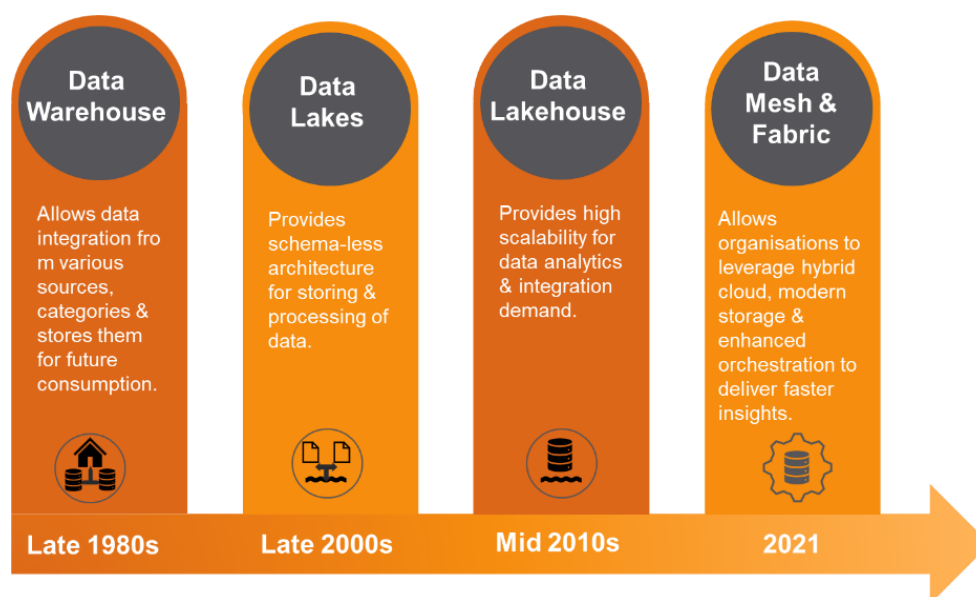 Data
Warehouse
Allows data
integration fro
m various
sources,
categories &
stores them
for future
consumption.
Late 1980s
Data
Lakes
Provides
schema-less
architecture
for storing &
processing of
data.
Late 2000s
Data
Lakehouse
Provides high
scalability for
data analytics
& integration
demand.
Mid 2010s
Data
Mesh &
Fabric
Allows
organisations to
leverage hybrid
cloud, modern
storage &
enhanced
orchestration to
deliver faster
insights.
2021